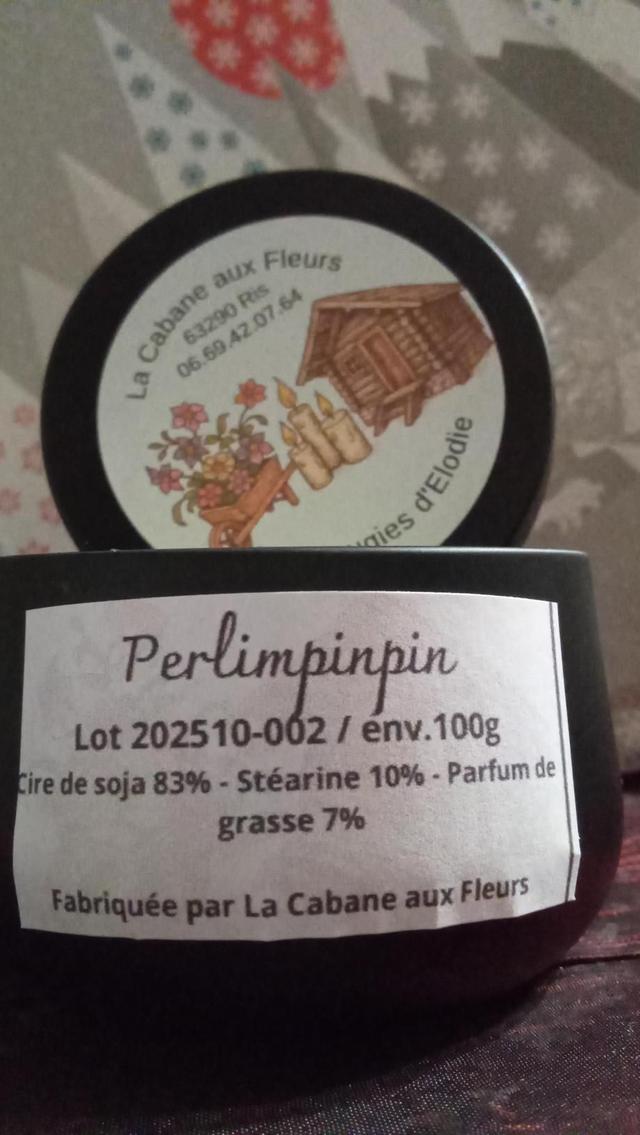 La Cabane aux Fleurs
63290 Ris
06.69.42.07.64
d"Elodie
Perlimpinpin
Lot 202510-002 / env.100g
Cire de soja 83% - Stéarine 10% - Parfum de
grasse 7%
Fabriquée par La Cabane aux Fleurs